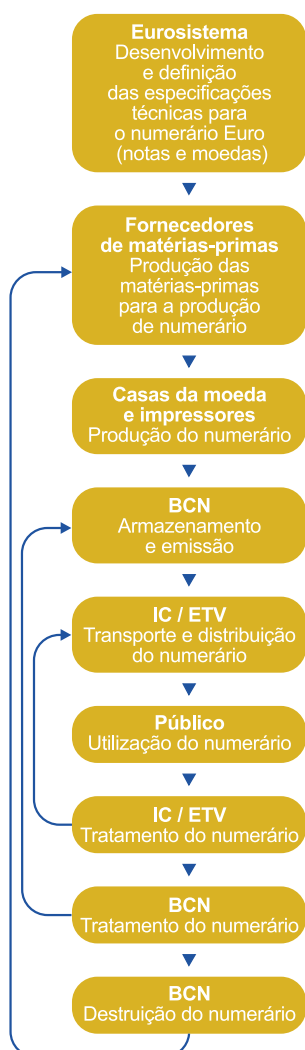 Eurosistema
Desenvolvimento
e definição
das especificações
técnicas para
o numerário Euro
(notas e moedas)
Fornecedores
de matérias-primas
Produção das
matérias-primas
para a produção
de numerário
Casas da moeda
e impressores
Produção do numerário
BCN
Armazenamento
e emissão
IC / ETV
Transporte e distribuição
do numerário
Público
Utilização do numerário
IC / ETV
Tratamento do numerário
BCN
Tratamento do numerário
BCN
Destruição do numerário